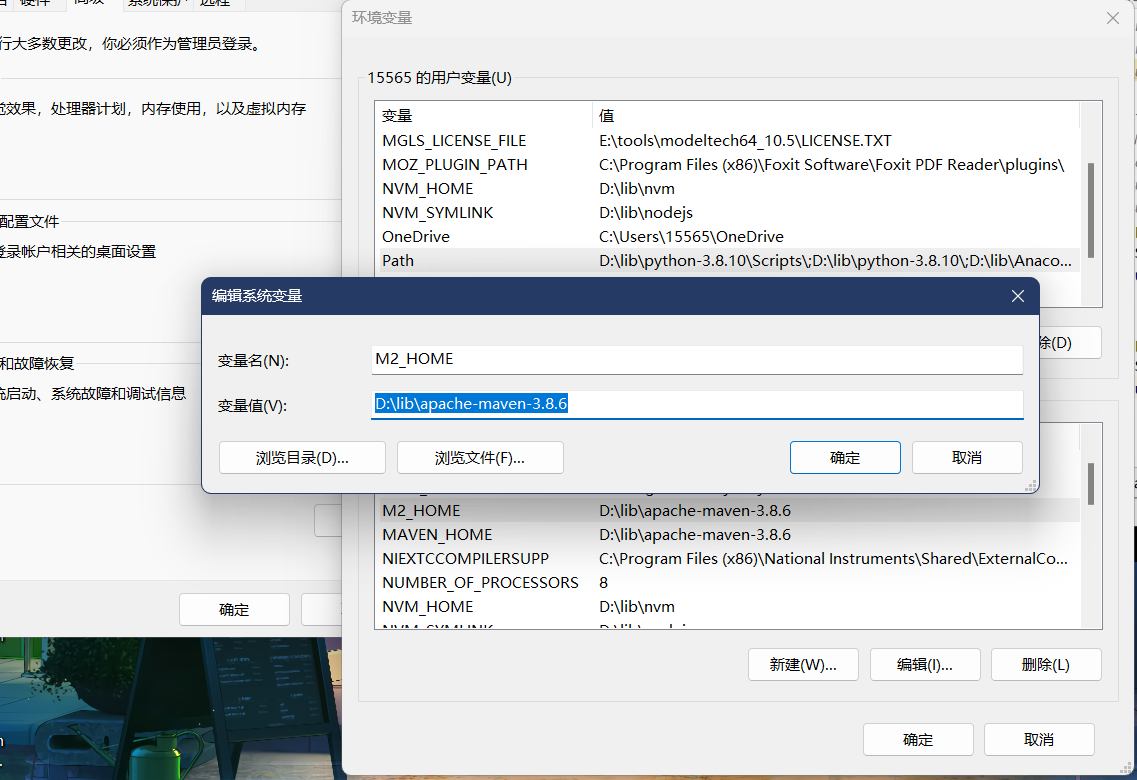 硬件
高级
系统保护
远程
行大多数更改，你必须作为管理员登录。
觉效果，处理器计划，内存使用，以及虚拟内存
配置文件
登录帐户相关的桌面设置
和故障恢复
统启动、系统故障和调试信息
确定
环境变量
15565 的用户变量(U)
变量 值
MGLS_LICENSE_FILE E:\tools\modeltech64_10.5\LICENSE.TXT
MOZ_PLUGIN_PATH C:\Program Files (x86)\Foxit Software\Foxit PDF Reader\plugins\
NVM_HOME D:\lib\nvm
NVM_SYMLINK D:\lib\nodejs
OneDrive C:\Users\15565\OneDrive
Path D:\lib\python-3.8.10\Scripts\;D:\lib\python-3.8.10\;D:\lib\Anaco...
除(D)
编辑系统变量
变量名(N): M2_HOME
变量值(V): D:\lib\apache-maven-3.8.6
浏览目录(D)... 浏览文件(F)... 确定 取消
M2_HOME D:\lib\apache-maven-3.8.6
MAVEN_HOME D:\lib\apache-maven-3.8.6
NIEXTCCOMPILERSUPP C:\Program Files (x86)\National Instruments\Shared\ExternalCo...
NUMBER_OF_PROCESSORS 8
NVM_HOME D:\lib\nvm
NVM_SYMLINK D:\lib\nodejs
新建(W)... 编辑(I)... 删除(L)
确定 取消